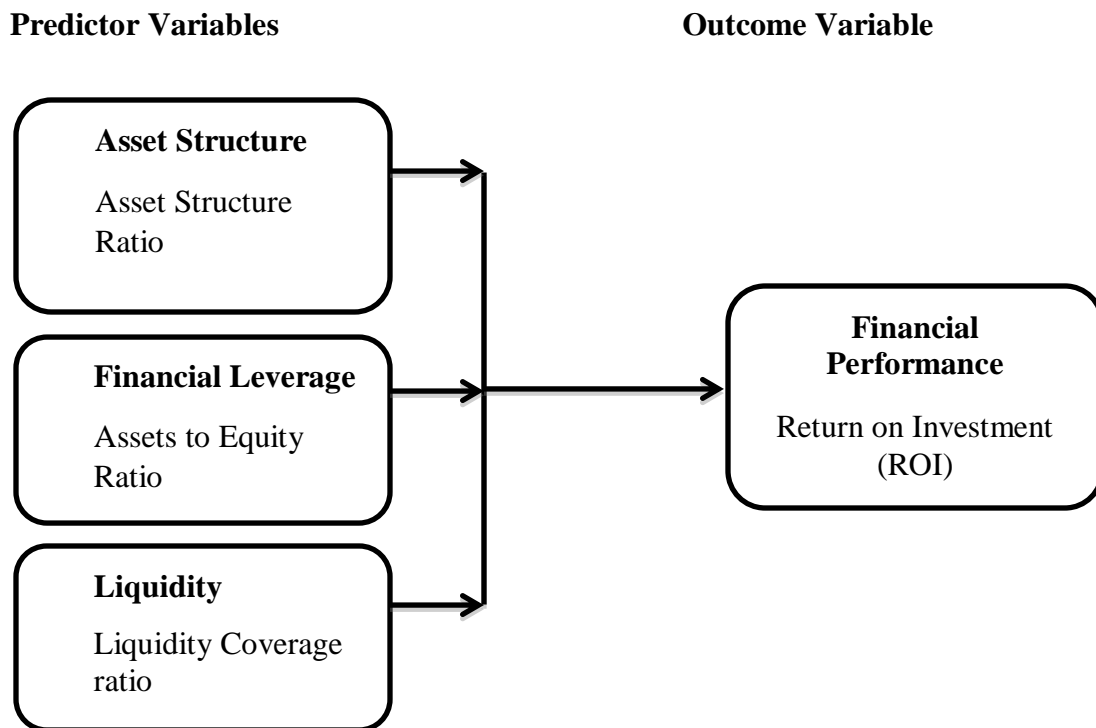 Predictor Variables
Outcome Variable
Asset Structure
Asset Structure
Ratio
Financial Leverage
Assets to Equity
Ratio
Liquidity
Liquidity Coverage
ratio
Financial
Performance
Return on Investment
(ROI)